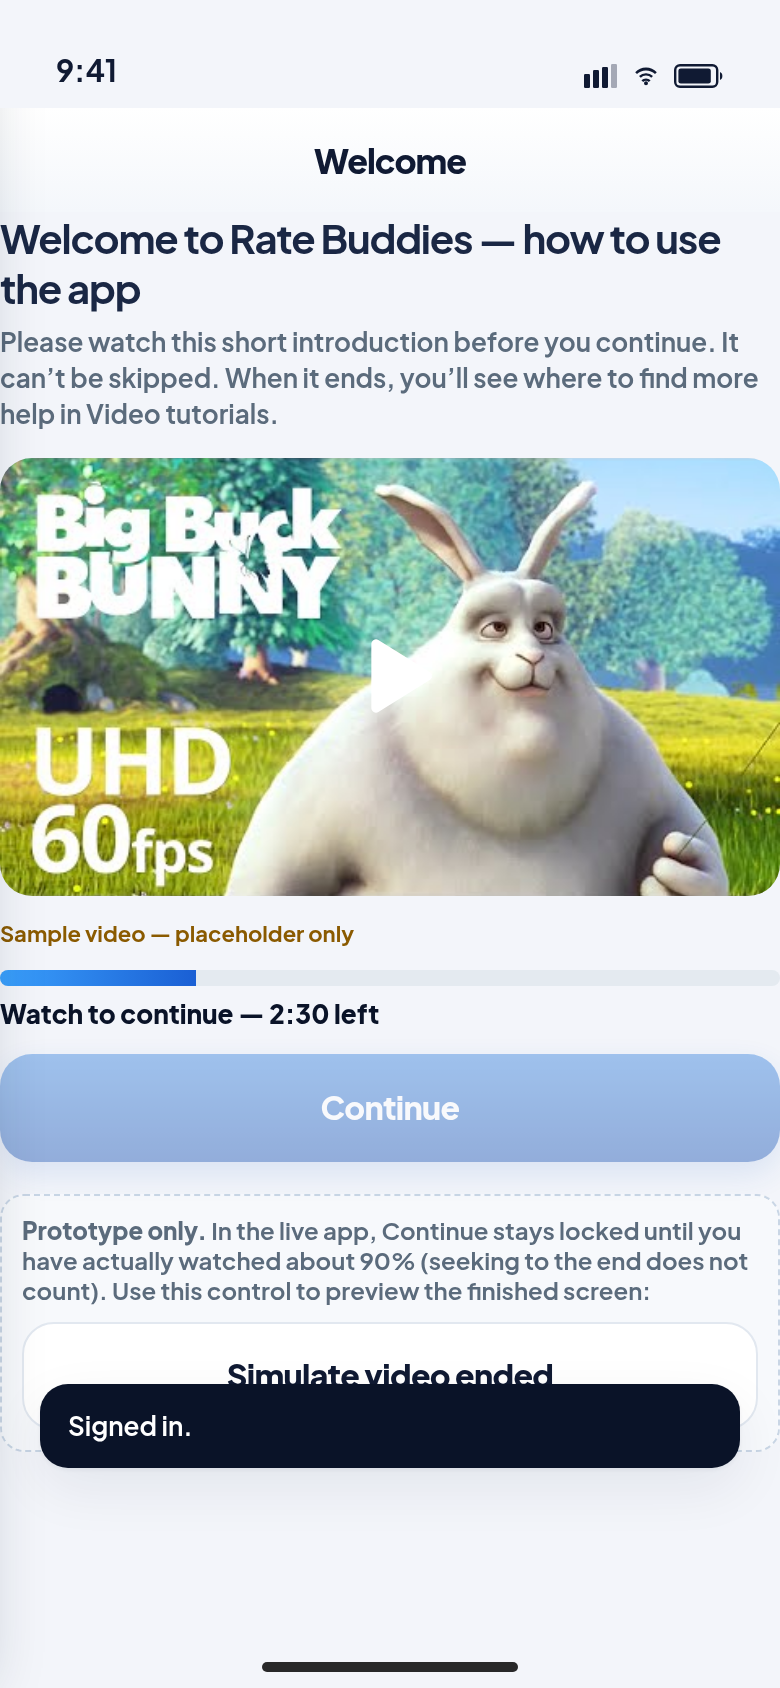 9:41
Welcome
Welcome to Rate Buddies — how to use
the app
Please watch this short introduction before you continue. It
can’t be skipped. When it ends, you’ll see where to find more
help in Video tutorials.
Big Buck
BUNNY
UHD
60fps
Sample video — placeholder only
Watch to continue — 2:30 left
Continue
Prototype only. In the live app, Continue stays locked until you
have actually watched about 90% (seeking to the end does not
count). Use this control to preview the finished screen:
Simulate video ended
Signed in.